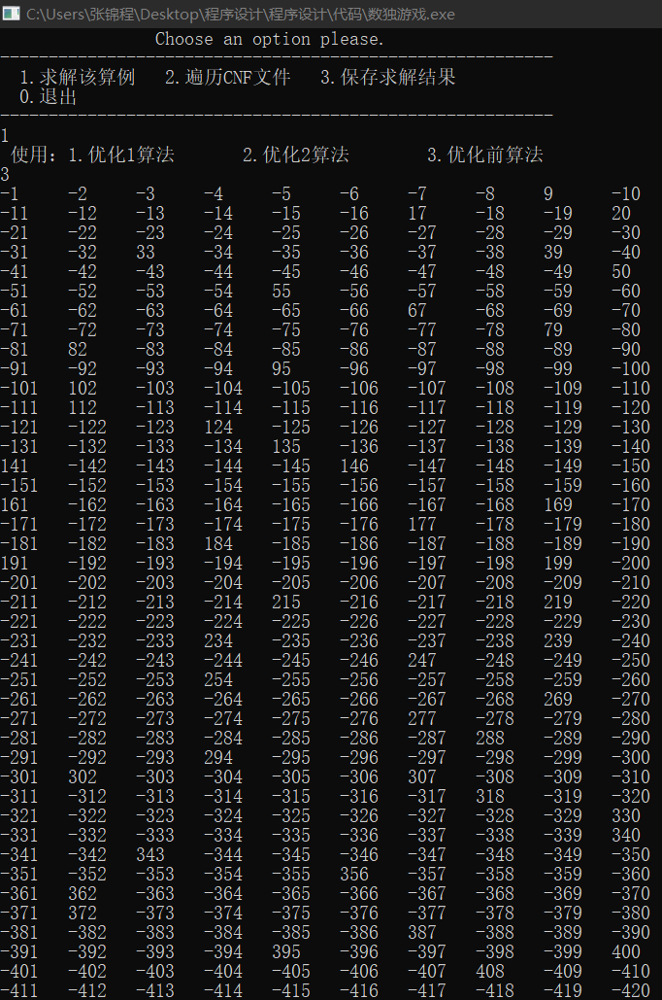 C:\Users\张锦程\Desktop\程序设计\程序设计\代码\数独游戏.exe
Choose an option please.
---------------------------------------------------------
1.求解该算例 2.遍历CNF文件 3.保存求解结果
0.退出
---------------------------------------------------------
1
使用：1.优化1算法 2.优化2算法 3.优化前算法
3
-1 -2 -3 -4 -5 -6 -7 -8 9 -10
-11 -12 -13 -14 -15 -16 17 -18 -19 20
-21 -22 -23 -24 -25 -26 -27 -28 -29 -30
-31 -32 33 -34 -35 -36 -37 -38 39 -40
-41 -42 -43 -44 -45 -46 -47 -48 -49 50
-51 -52 -53 -54 55 -56 -57 -58 -59 -60
-61 -62 -63 -64 -65 -66 67 -68 -69 -70
-71 -72 -73 -74 -75 -76 -77 -78 79 -80
-81 82 -83 -84 -85 -86 -87 -88 -89 -90
-91 -92 -93 -94 95 -96 -97 -98 -99 -100
-101 102 -103 -104 -105 -106 -107 -108 -109 -110
-111 112 -113 -114 -115 -116 -117 -118 -119 -120
-121 -122 -123 124 -125 -126 -127 -128 -129 -130
-131 -132 -133 -134 135 -136 -137 -138 -139 -140
141 -142 -143 -144 -145 146 -147 -148 -149 -150
-151 -152 -153 -154 -155 -156 -157 -158 -159 -160
161 -162 -163 -164 -165 -166 -167 -168 169 -170
-171 -172 -173 -174 -175 -176 177 -178 -179 -180
-181 -182 -183 184 -185 -186 -187 -188 -189 -190
191 -192 -193 -194 -195 -196 -197 -198 199 -200
-201 -202 -203 -204 -205 -206 -207 -208 -209 -210
-211 -212 -213 -214 215 -216 -217 -218 219 -220
-221 -222 -223 -224 -225 -226 -227 -228 -229 -230
-231 -232 -233 234 -235 -236 -237 -238 239 -240
-241 -242 -243 -244 -245 -246 247 -248 -249 -250
-251 -252 -253 254 -255 -256 -257 -258 -259 -260
-261 -262 -263 -264 -265 -266 -267 -268 269 -270
-271 -272 -273 -274 -275 -276 277 -278 -279 -280
-281 -282 -283 -284 -285 -286 -287 288 -289 -290
-291 -292 -293 294 -295 -296 -297 -298 -299 -300
-301 302 -303 -304 -305 -306 307 -308 -309 -310
-311 -312 -313 -314 -315 -316 -317 318 -319 -320
-321 -322 -323 -324 -325 -326 -327 -328 -329 330
-331 -332 -333 -334 -335 -336 -337 -338 -339 340
-341 -342 343 -344 -345 -346 -347 -348 -349 -350
-351 -352 -353 -354 -355 356 -357 -358 -359 -360
-361 362 -363 -364 -365 -366 -367 -368 -369 -370
-371 372 -373 -374 -375 -376 -377 -378 -379 -380
-381 -382 -383 -384 -385 -386 387 -388 -389 -390
-391 -392 -393 -394 395 -396 -397 -398 -399 400
-401 -402 -403 -404 -405 -406 -407 408 -409 -410
-411 -412 -413 -414 -415 -416 -417 -418 -419 -420